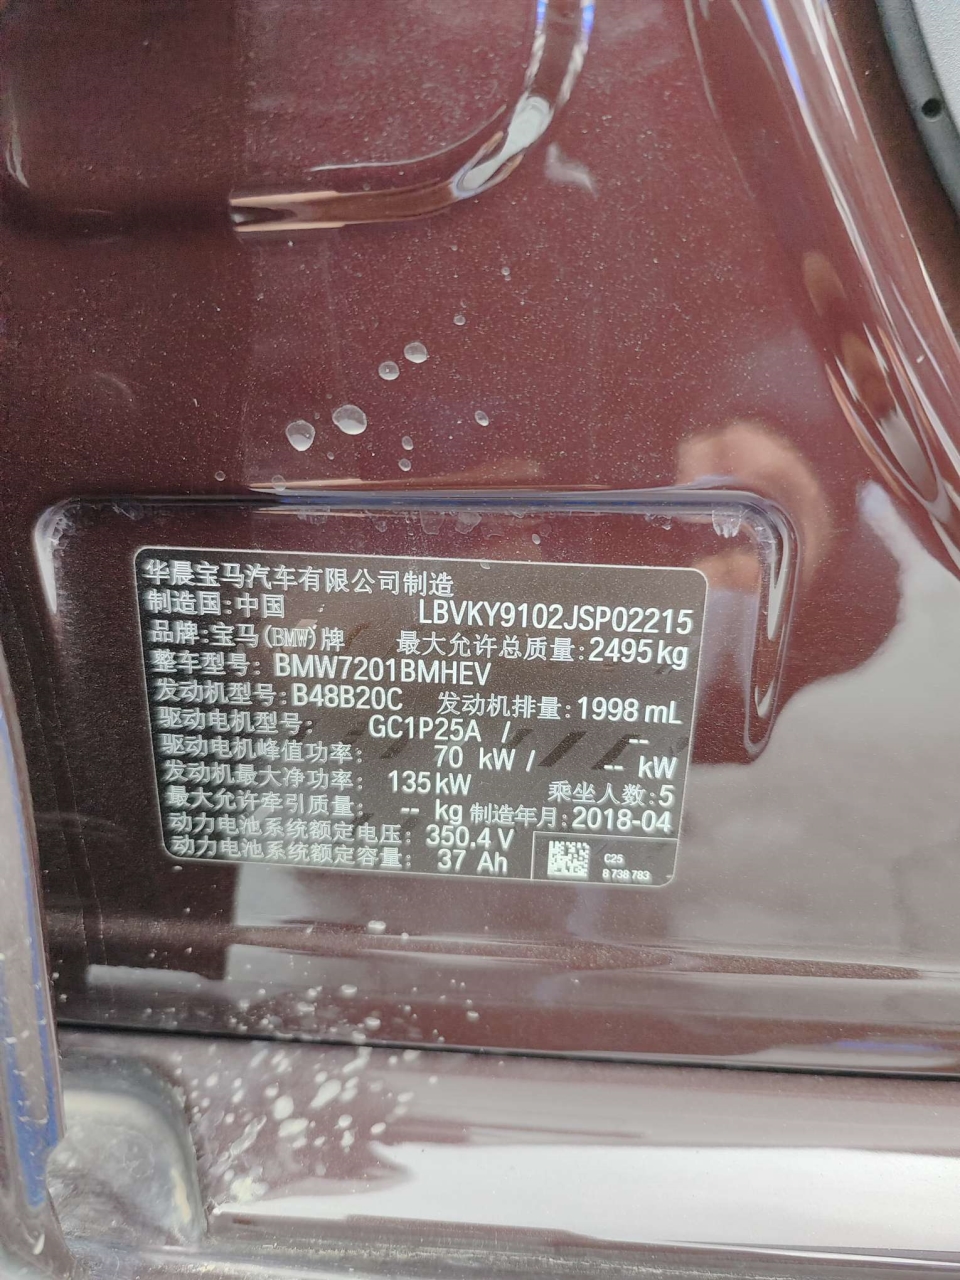 华晨宝马汽车有限公司制造
制造国:中国 LBVKY9102JSP02215
品牌:宝马(BMW)牌 最大允许总质量:2495kg
整车型号: BMW7201BMHEV
发动机型号:B48B20C 发动机排量:1998 mL
驱动电机型号: GC1P25A / --
驱动电机峰值功率: 70 kW / -- kW
发动机最大净功率: 135kW 乘坐人数:5
最大允许牵引质量: -- kg 制造年月:2018-04
动力电池系统额定电压: 350.4 V
动力电池系统额定容量: 37 Ah
C25
8 738 783